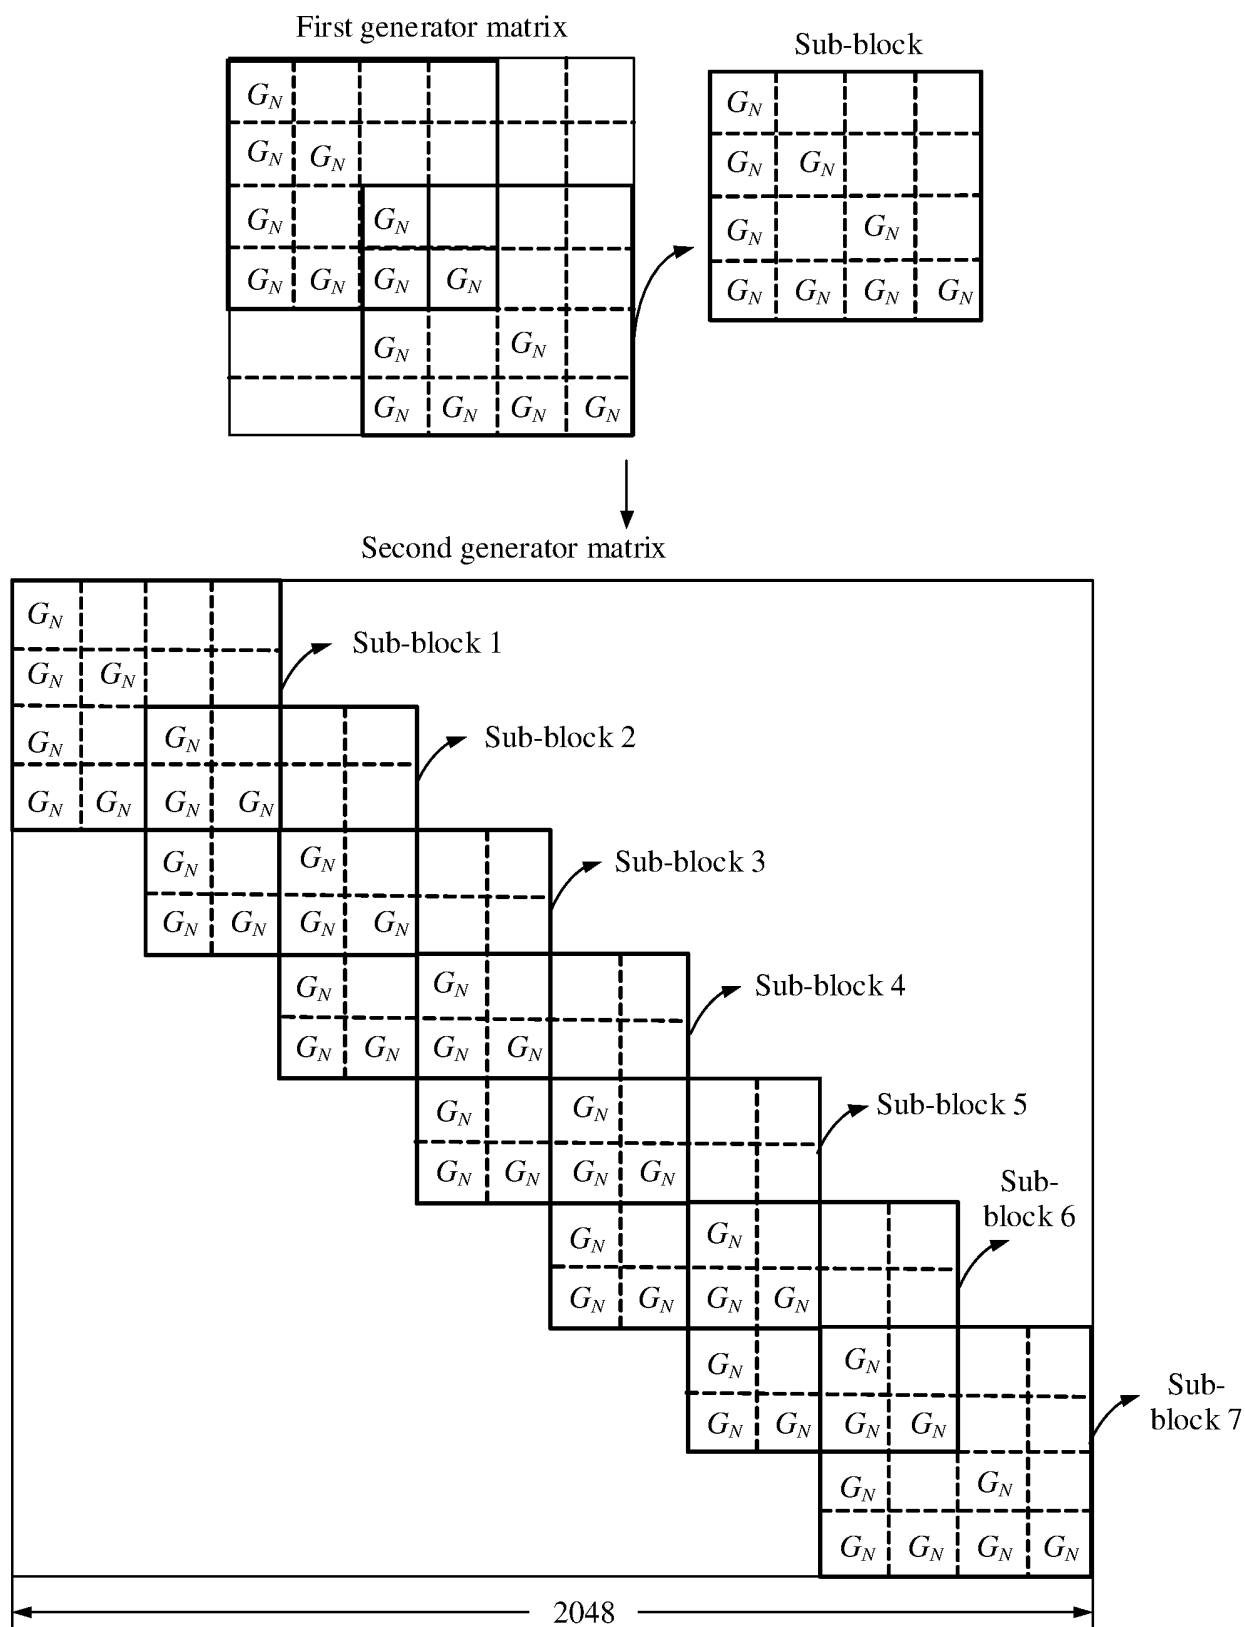 First generator matrix
Sub-block
G_N
G_N G_N
G_N G_N
G_N G_N G_N G_N
G_N G_N
G_N G_N G_N G_N
G_N
G_N G_N
G_N G_N
G_N G_N G_N G_N
Second generator matrix
G_N
Sub-block 1
G_N G_N
G_N G_N
Sub-block 2
G_N G_N G_N G_N
G_N G_N
Sub-block 3
G_N G_N G_N G_N
G_N G_N
Sub-block 4
G_N G_N G_N G_N
G_N G_N
Sub-block 5
G_N G_N G_N G_N
G_N G_N
Sub-
block 6
G_N G_N G_N G_N
G_N G_N
Sub-
block 7
G_N G_N G_N G_N
G_N G_N
G_N G_N G_N G_N
2048